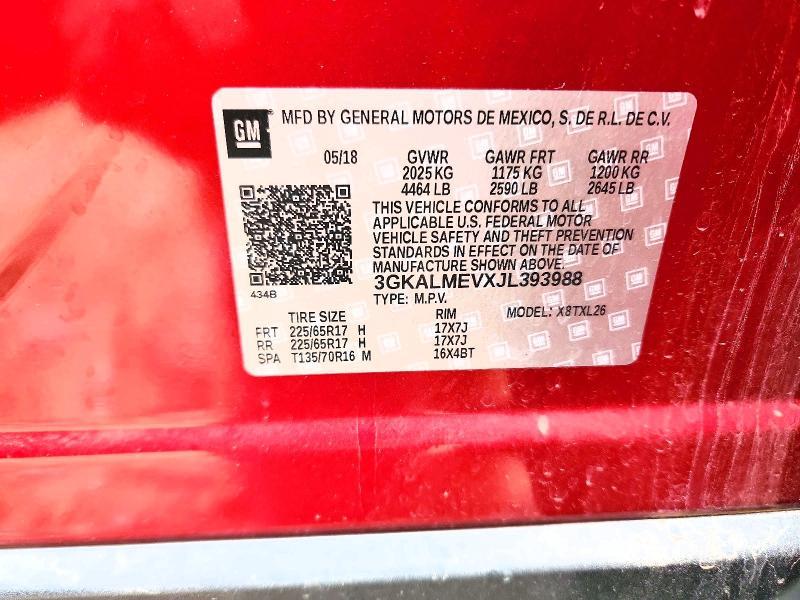 GM
MFD BY GENERAL MOTORS DE MEXICO, S. DE R.L. DE C.V.
05/18 GVWR GAWR FRT GAWR RR
2025 KG 1175 KG 1200 KG
4464 LB 2590 LB 2645 LB
THIS VEHICLE CONFORMS TO ALL
APPLICABLE U.S. FEDERAL MOTOR
VEHICLE SAFETY AND THEFT PREVENTION
STANDARDS IN EFFECT ON THE DATE OF
MANUFACTURE SHOWN ABOVE.
3GKALMEVXJL393988
434B
TYPE: M.P.V.
TIRE SIZE RIM MODEL: X8TXL26
FRT 225/65R17 H 17X7J
RR 225/65R17 H 17X7J
SPA T135/70R16 M 16X4BT